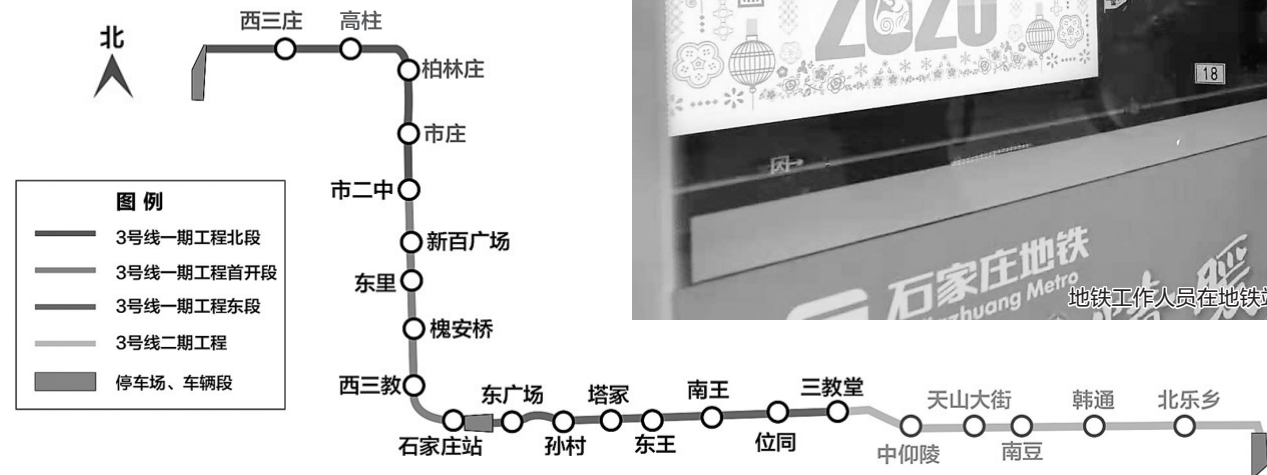 北
西三庄
高柱
柏林庄
市庄
市二中
新百广场
东里
槐安桥
西三教
石家庄站
东广场
孙村
塔冢
东王
南王
位同
三教堂
中仰陵
天山大街
南豆
韩通
北乐乡
图例
3号线一期工程北段
3号线一期工程首开段
3号线一期工程东段
3号线二期工程
停车场、车辆段
2020
18
石家庄地铁
zhuang Metro
地铁工作人员在地铁站
情暖